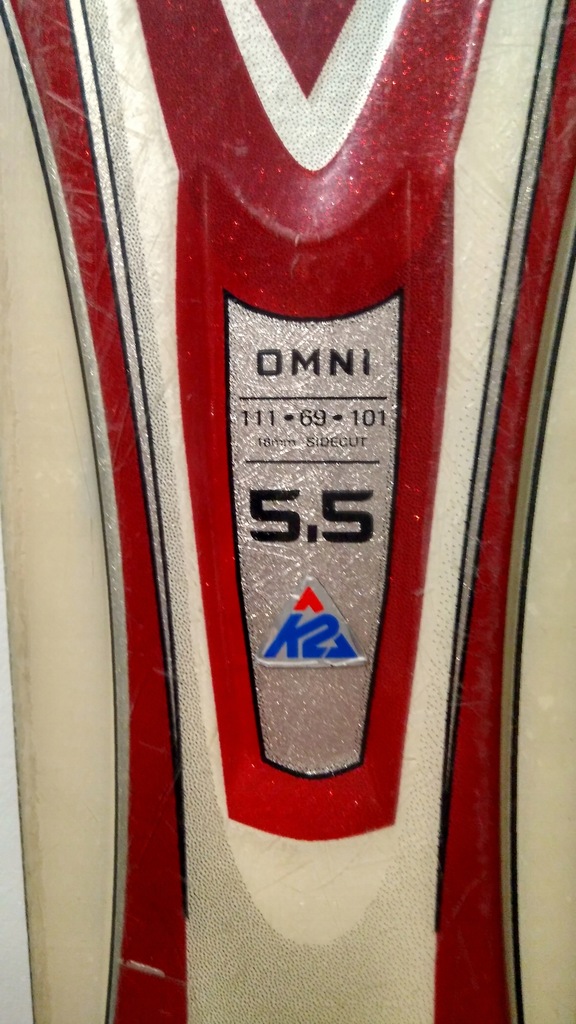 OMNI
111 • 69 • 101
18mm SIDECUT
5.5
K2